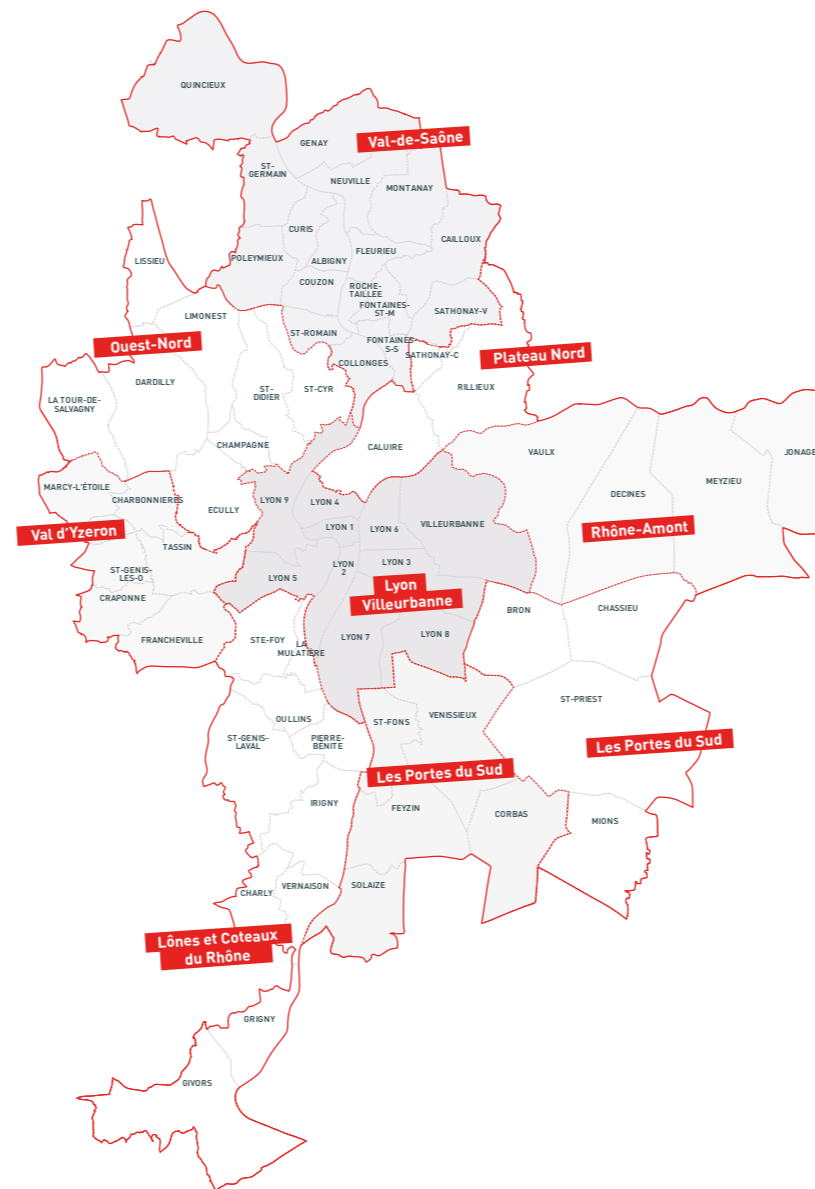 QUINCIEUX
GENAY
Val-de-Saône
ST-
GERMAIN
NEUVILLE
MONTANAY
CURIS
CAILLOUX
LISSIEU
POLEYMIEUX
ALBIGNY
FLEURIEU
COUZON
ROCHE-
TAILLEE
FONTAINES-
ST-M
SATHONAY-V
LIMONEST
ST-ROMAIN
Ouest-Nord
FONTAINES-
S-S
SATHONAY-C
Plateau Nord
COLLONGES
RILLIEUX
DARDILLY
ST-
DIDIER
ST-CYR
LA TOUR-DE-
SALVAGNY
CHAMPAGNE
CALUIRE
VAULX
JONAGE
MEYZIEU
MARCY-L'ÉTOILE
CHARBONNIERES
DECINES
ECULLY
LYON 9
LYON 4
LYON 1
LYON 6
VILLEURBANNE
Val d'Yzeron
Rhône-Amont
TASSIN
ST-GENIS-
LES-O
LYON
2
LYON 3
LYON 5
Lyon
Villeurbanne
CRAPONNE
BRON
CHASSIEU
FRANCHEVILLE
STE-FOY
LA
MULATIÈRE
LYON 7
LYON 8
ST-PRIEST
OULLINS
ST-FONS
VENISSIEUX
ST-GENIS-
LAVAL
PIERRE-
BÉNITE
Les Portes du Sud
Les Portes du Sud
IRIGNY
FEYZIN
CORBAS
MIONS
CHARLY
VERNAISON
SOLAIZE
Lônes et Coteaux
du Rhône
GRIGNY
GIVORS